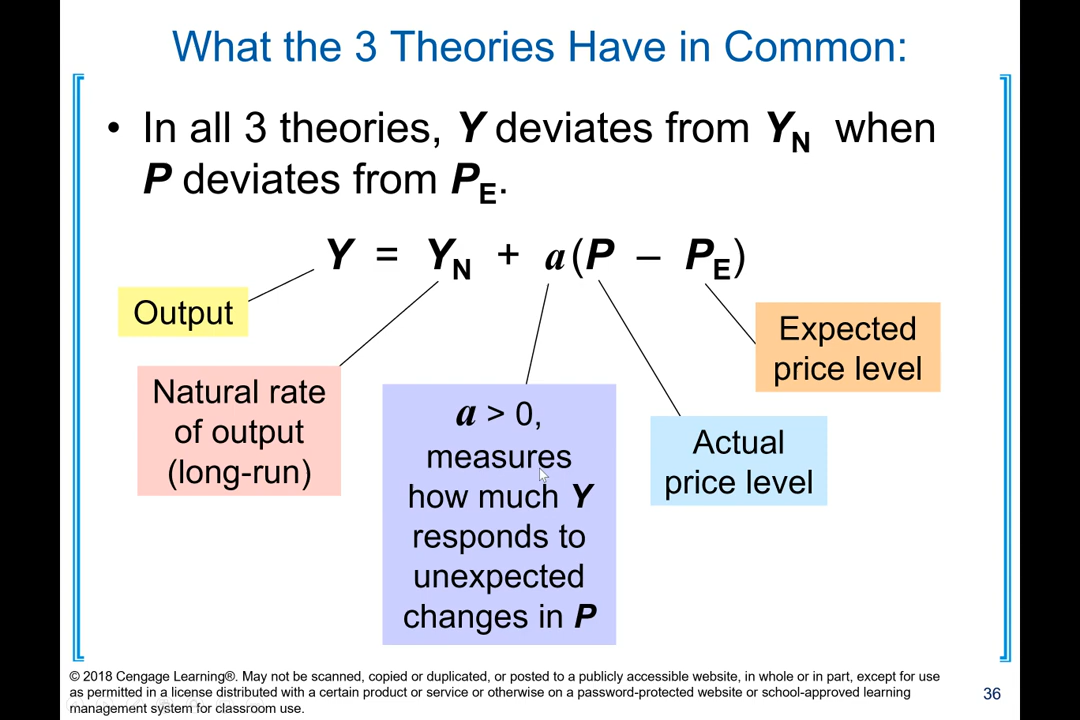 What the 3 Theories Have in Common:
• In all 3 theories, Y deviates from YN when
P deviates from PE.
Y = YN + a(P – PE)
Output
Natural rate
of output
(long-run)
a > 0,
measures
how much Y
responds to
unexpected
changes in P
Actual
price level
Expected
price level
© 2018 Cengage Learning®. May not be scanned, copied or duplicated, or posted to a publicly accessible website, in whole or in part, except for use
as permitted in a license distributed with a certain product or service or otherwise on a password-protected website or school-approved learning
management system for classroom use.
36